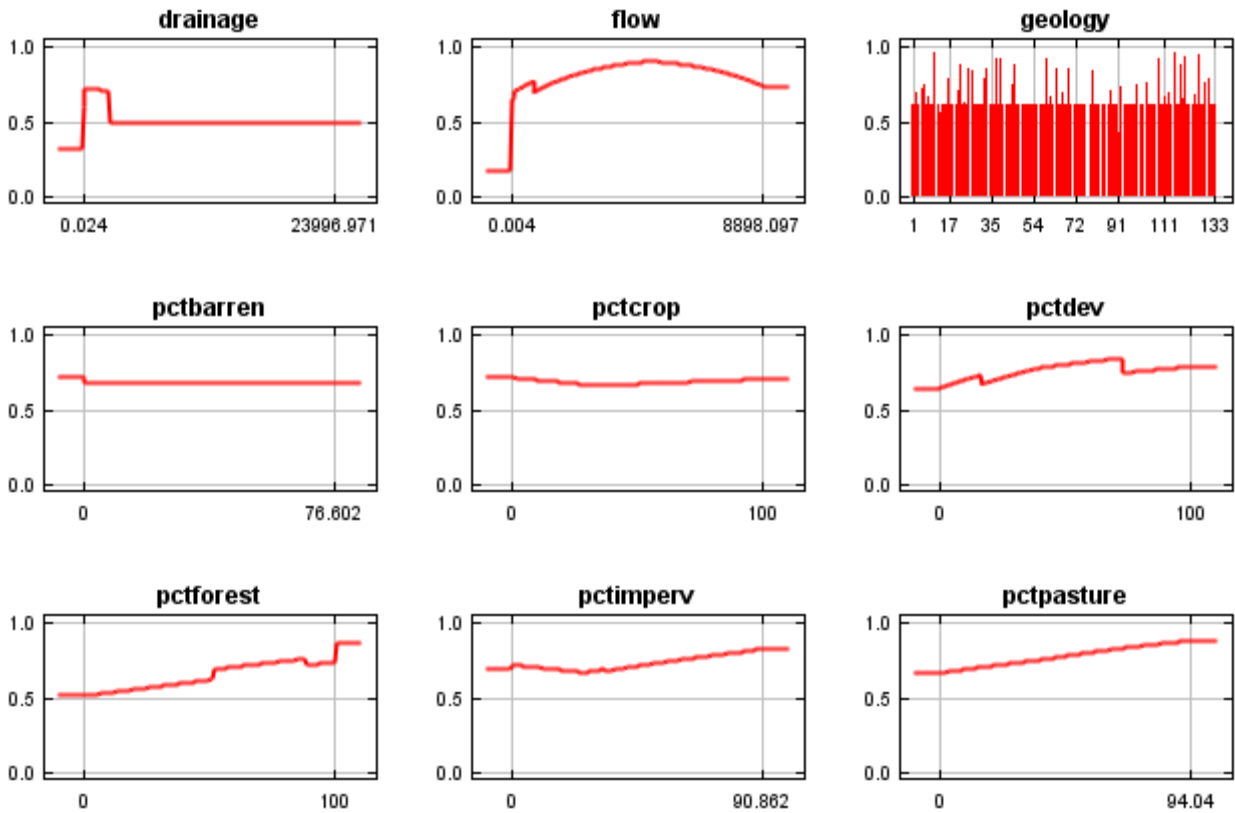 drainage flow geology
1.0 1.0 1.0
0.5 0.5 0.5
0.0 0.0 0.0
0.024 23996.971 0.004 8898.097 1 17 35 54 72 91 111 133
pctbarren pctcrop pctdev
1.0 1.0 1.0
0.5 0.5 0.5
0.0 0.0 0.0
0 76.602 0 100 0 100
pctforest pctimperv pctpasture
1.0 1.0 1.0
0.5 0.5 0.5
0.0 0.0 0.0
0 100 0 90.862 0 94.04